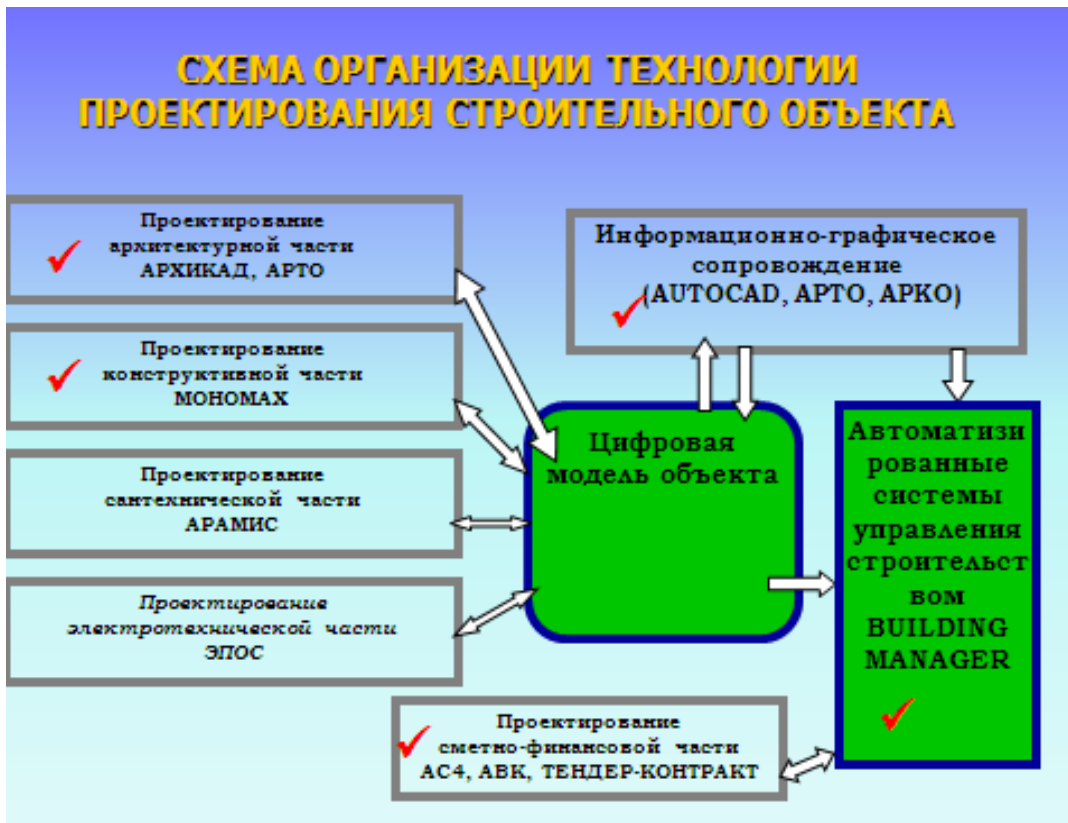 СХЕМА ОРГАНИЗАЦИИ ТЕХНОЛОГИИ
ПРОЕКТИРОВАНИЯ СТРОИТЕЛЬНОГО ОБЪЕКТА
Проектирование
архитектурной части
АРХИКАД, АРТО
Проектирование
конструктивной части
МОНОМАХ
Проектирование
сантехнической части
АРАМИС
Проектирование
электротехнической части
ЭПОС
Информационно-графическое
сопровождение
(AUTOCAD, АРТО, АРКО)
Цифровая
модель объекта
Автоматизи
рованные
системы
управления
строительст
вом
BUILDING
MANAGER
Проектирование
сметно-финансовой части
АС4, АВК, ТЕНДЕР-КОНТРАКТ